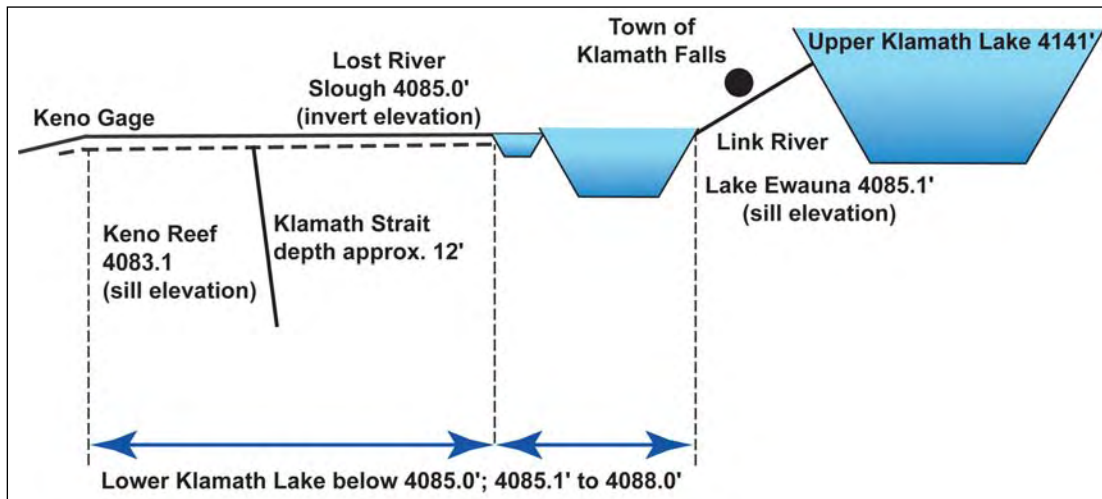 Town of
Klamath Falls
Upper Klamath Lake 4141'
Lost River
Slough 4085.0'
(invert elevation)
Keno Gage
Link River
Lake Ewauna 4085.1'
(sill elevation)
Keno Reef
4083.1
(sill elevation)
Klamath Strait
depth approx. 12'
Lower Klamath Lake below 4085.0'; 4085.1' to 4088.0'